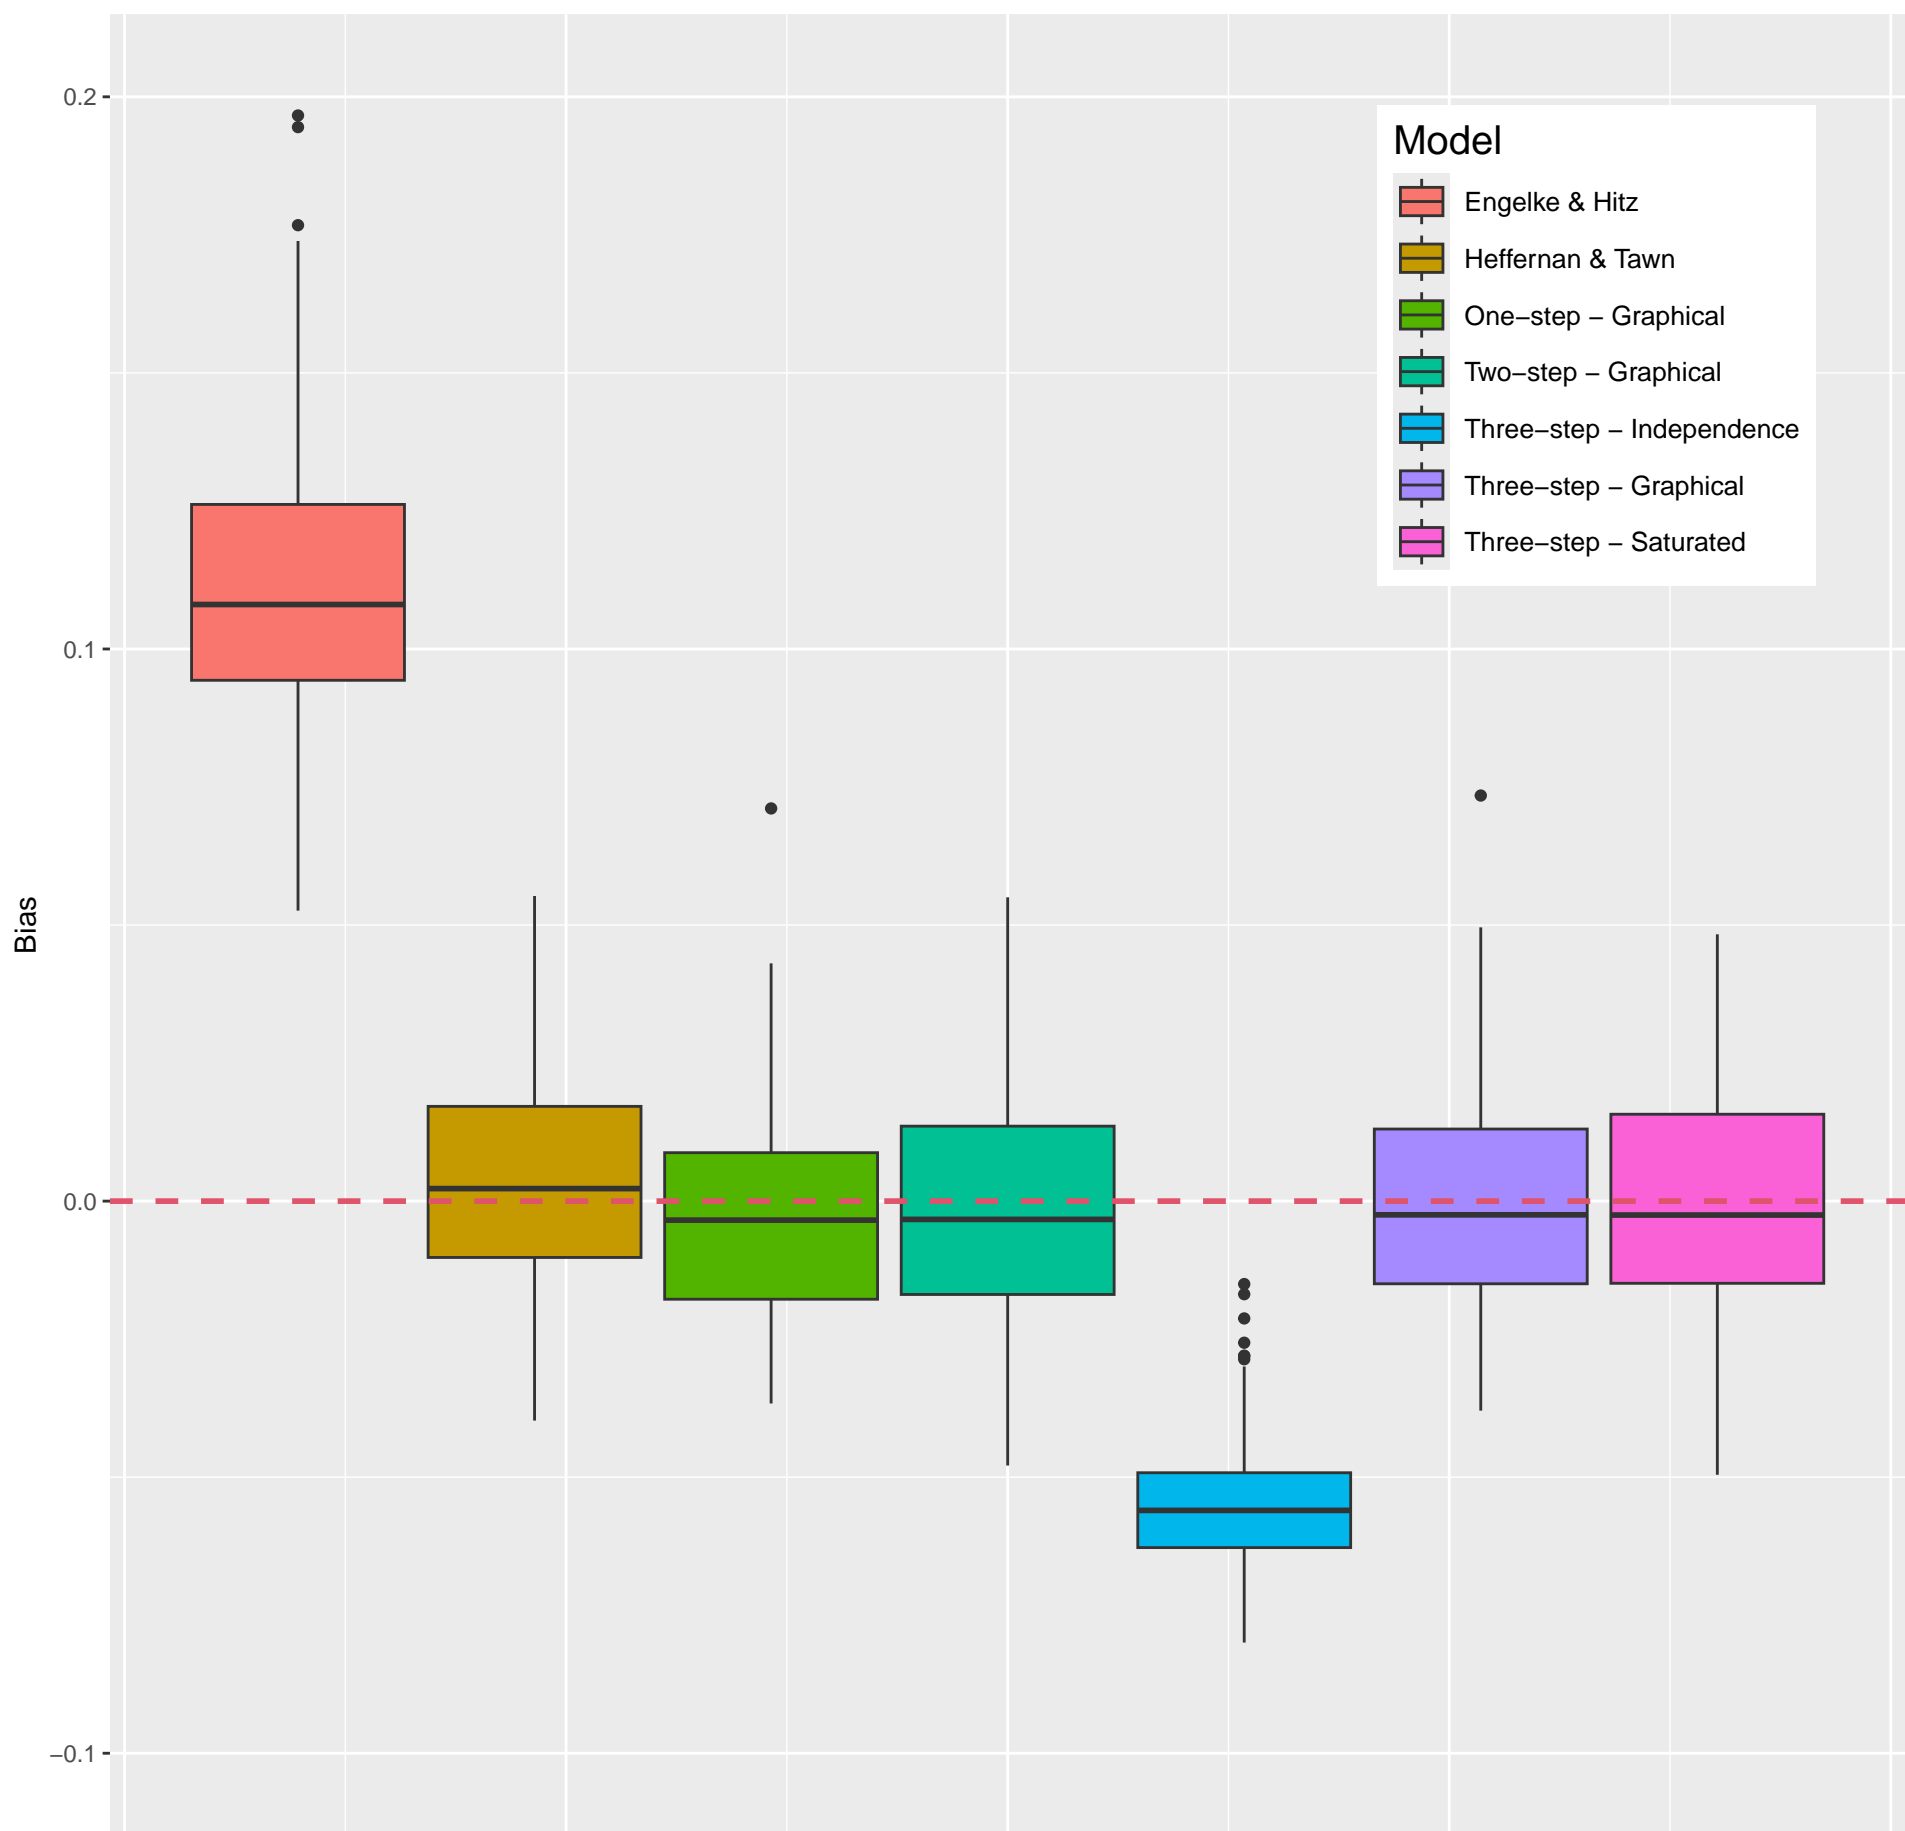 0.2
0.1
0.0
−0.1
Bias
Model
Engelke & Hitz
Heffernan & Tawn
One−step − Graphical
Two−step − Graphical
Three−step − Independence
Three−step − Graphical
Three−step − Saturated